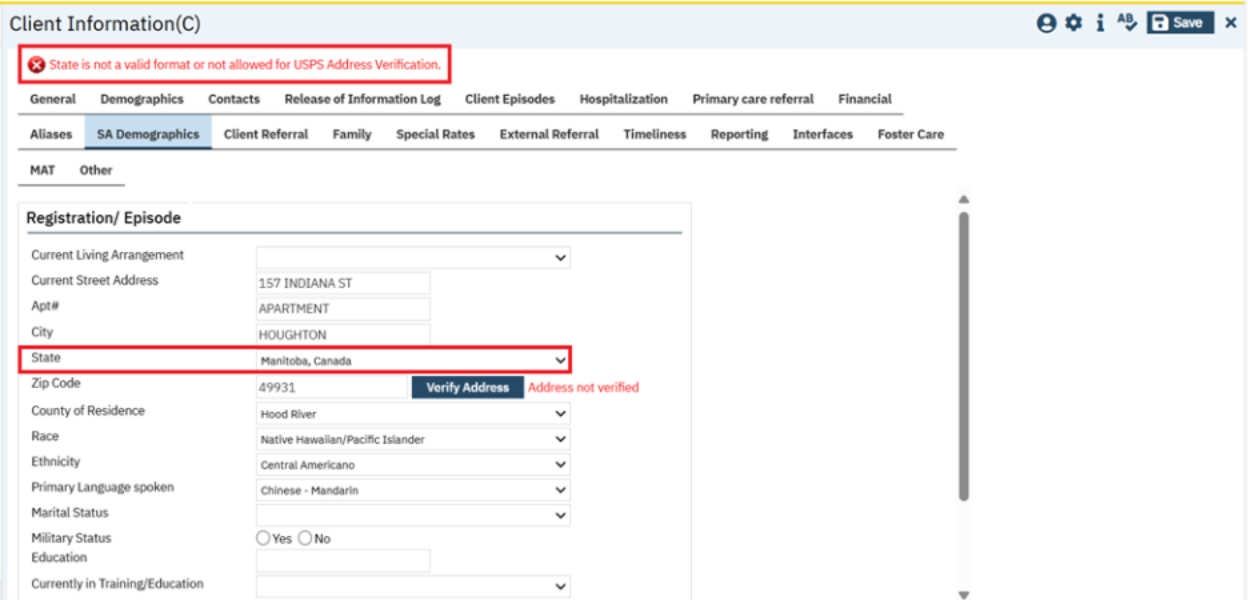 Client Information(C)
Save
State is not a valid format or not allowed for USPS Address Verification.
General Demographics Contacts Release of Information Log Client Episodes Hospitalization Primary care referral Financial
Aliases SA Demographics Client Referral Family Special Rates External Referral Timeliness Reporting Interfaces Foster Care
MAT Other
Registration/ Episode
Current Living Arrangement
Current Street Address 157 INDIANA ST
Apt# APARTMENT
City HOUGHTON
State Manitoba, Canada
Zip Code 49931 Verify Address Address not verified
County of Residence Hood River
Race Native Hawaiian/Pacific Islander
Ethnicity Central Americano
Primary Language spoken Chinese - Mandarin
Marital Status
Military Status Yes No
Education
Currently in Training/Education